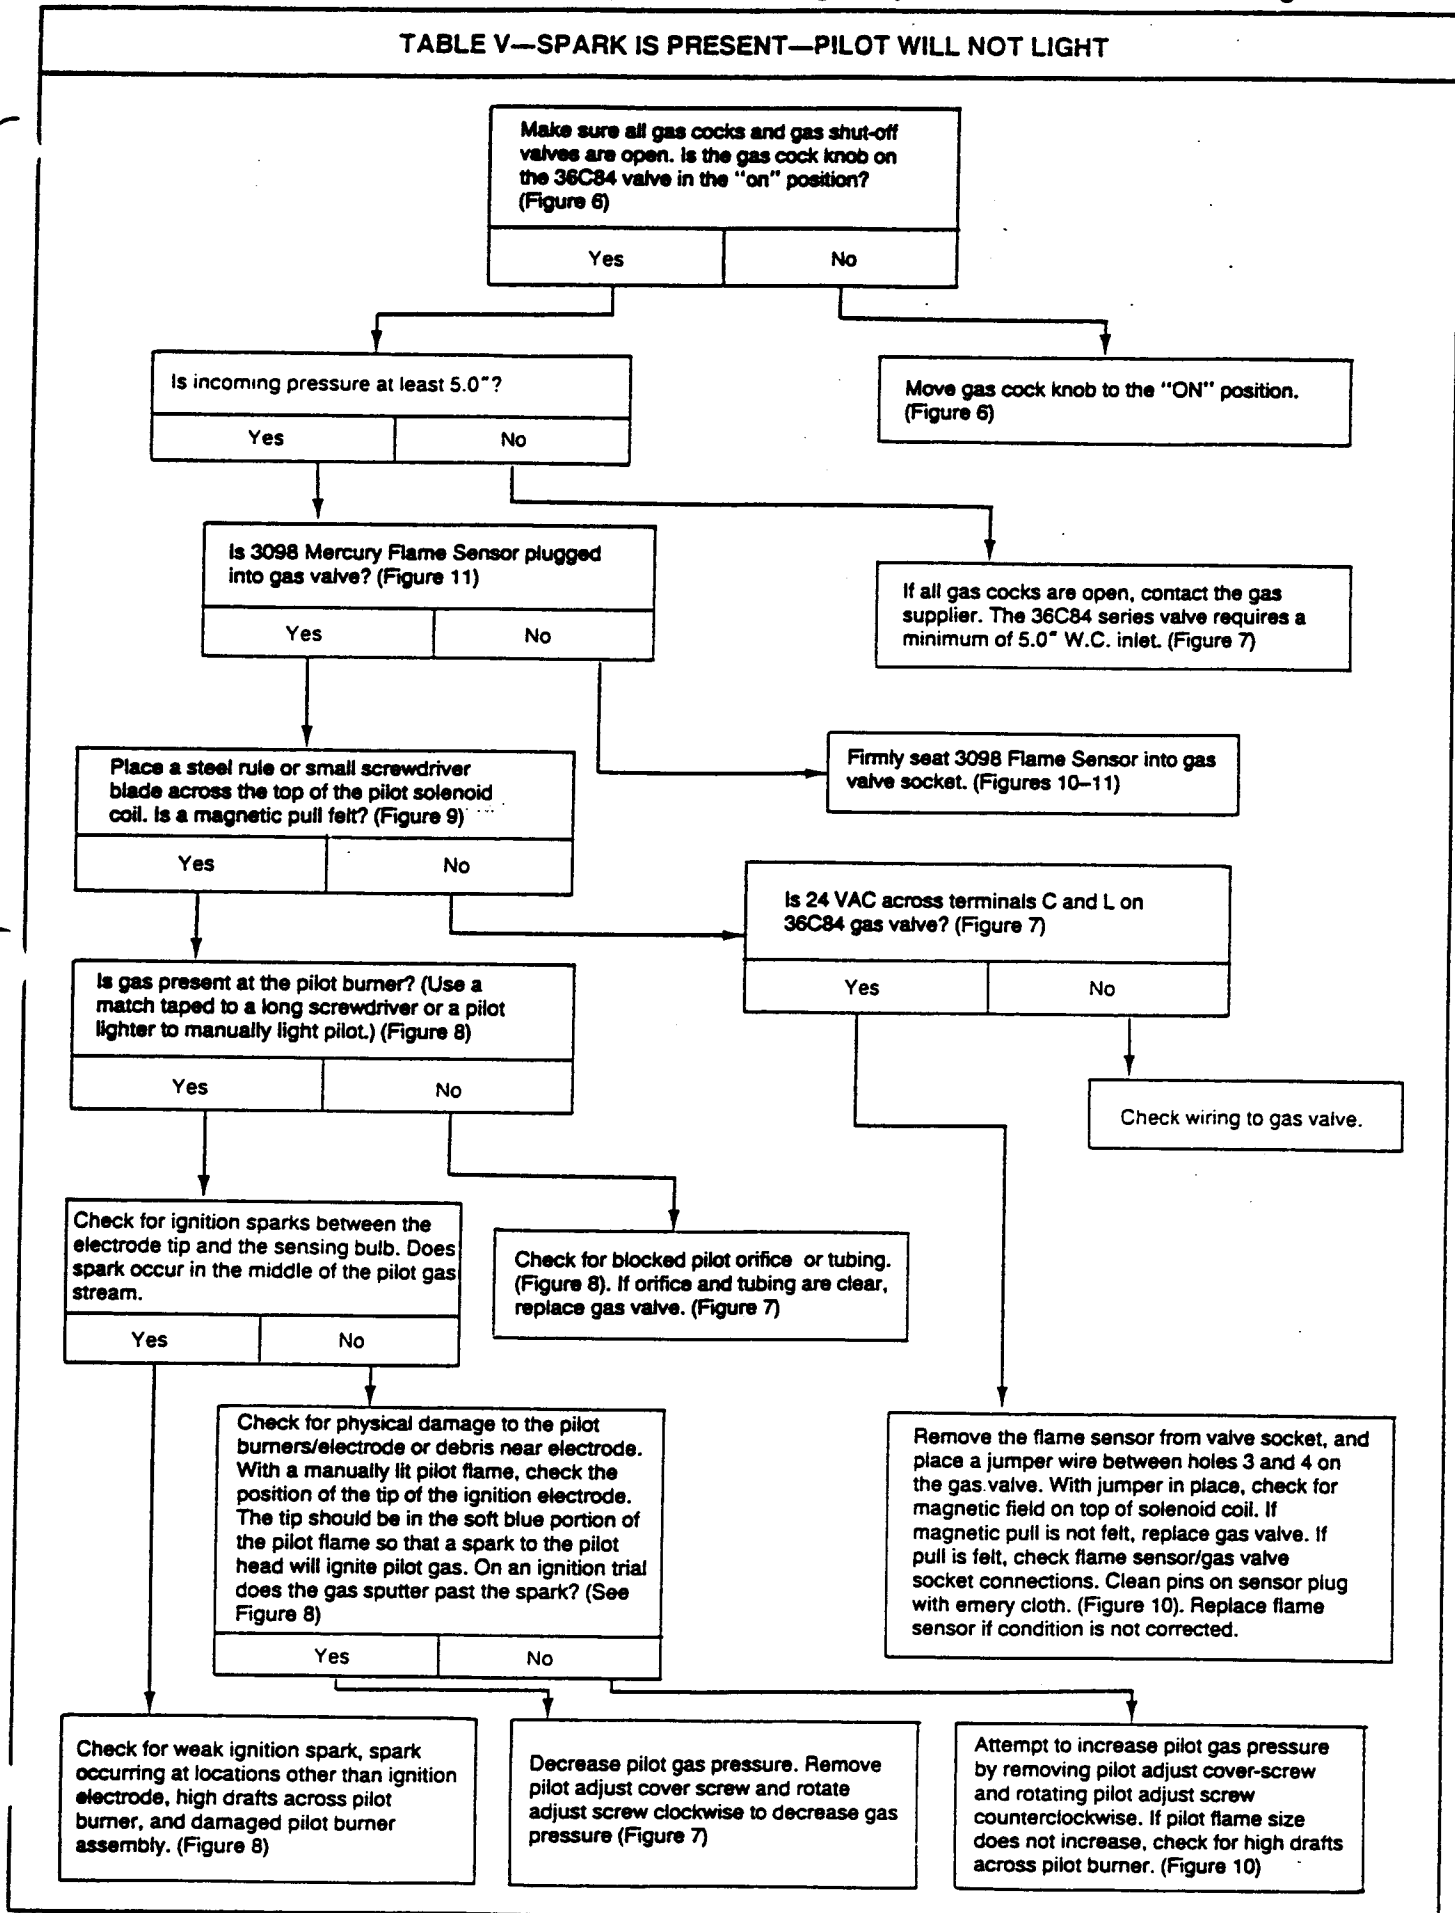 TABLE V—SPARK IS PRESENT—PILOT WILL NOT LIGHT
Make sure all gas cocks and gas shut-off
valves are open. Is the gas cock knob on
the 36C84 valve in the "on" position?
(Figure 6)
Yes
No
Is incoming pressure at least 5.0"?
Yes
No
Move gas cock knob to the "ON" position.
(Figure 6)
Is 3098 Mercury Flame Sensor plugged
into gas valve? (Figure 11)
Yes
No
If all gas cocks are open, contact the gas
supplier. The 36C84 series valve requires a
minimum of 5.0" W.C. inlet. (Figure 7)
Place a steel rule or small screwdriver
blade across the top of the pilot solenoid
coil. Is a magnetic pull felt? (Figure 9)
Yes
No
Firmly seat 3098 Flame Sensor into gas
valve socket. (Figures 10–11)
Is 24 VAC across terminals C and L on
36C84 gas valve? (Figure 7)
Yes
No
Is gas present at the pilot burner? (Use a
match taped to a long screwdriver or a pilot
lighter to manually light pilot.) (Figure 8)
Yes
No
Check wiring to gas valve.
Check for ignition sparks between the
electrode tip and the sensing bulb. Does
spark occur in the middle of the pilot gas
stream.
Yes
No
Check for blocked pilot orifice or tubing.
(Figure 8). If orifice and tubing are clear,
replace gas valve. (Figure 7)
Check for physical damage to the pilot
burners/electrode or debris near electrode.
With a manually lit pilot flame, check the
position of the tip of the ignition electrode.
The tip should be in the soft blue portion of
the pilot flame so that a spark to the pilot
head will ignite pilot gas. On an ignition trial
does the gas sputter past the spark? (See
Figure 8)
Yes
No
Remove the flame sensor from valve socket, and
place a jumper wire between holes 3 and 4 on
the gas valve. With jumper in place, check for
magnetic field on top of solenoid coil. If
magnetic pull is not felt, replace gas valve. If
pull is felt, check flame sensor/gas valve
socket connections. Clean pins on sensor plug
with emery cloth. (Figure 10). Replace flame
sensor if condition is not corrected.
Check for weak ignition spark, spark
occurring at locations other than ignition
electrode, high drafts across pilot
burner, and damaged pilot burner
assembly. (Figure 8)
Decrease pilot gas pressure. Remove
pilot adjust cover screw and rotate
adjust screw clockwise to decrease gas
pressure (Figure 7)
Attempt to increase pilot gas pressure
by removing pilot adjust cover-screw
and rotating pilot adjust screw
counterclockwise. If pilot flame size
does not increase, check for high drafts
across pilot burner. (Figure 10)